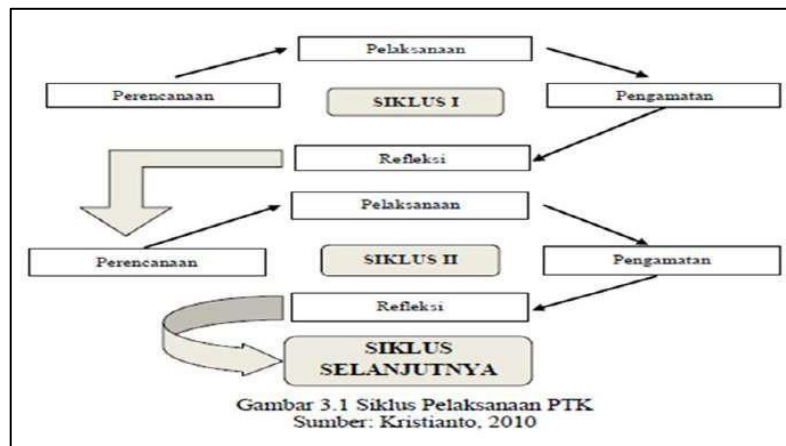 Pelaksanaan
Perencanaan
SIKLUS I
Pengamatan
Refleksi
Pelaksanaan
Perencanaan
SIKLUS II
Pengamatan
Refleksi
SIKLUS
SELANJUTNYA
Gambar 3.1 Siklus Pelaksanaan PTK
Sumber: Kristianto, 2010